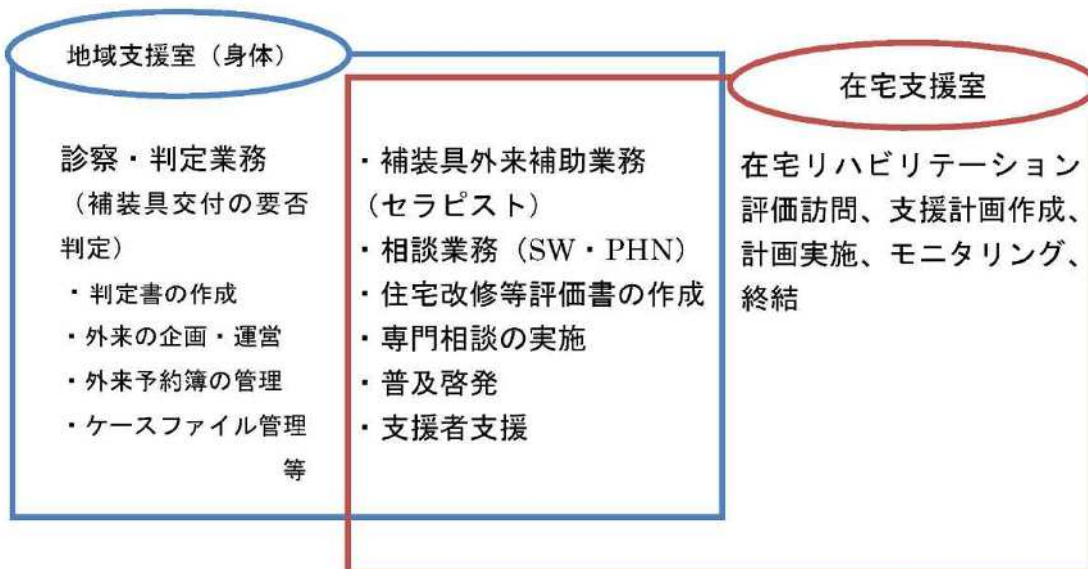 地域支援室（身体）
診察・判定業務
（補装具交付の要否
判定）
・判定書の作成
・外来の企画・運営
・外来予約簿の管理
・ケースファイル管理
等
・補装具外来補助業務
（セラピスト）
・相談業務（SW・PHN）
・住宅改修等評価書の作成
・専門相談の実施
・普及啓発
・支援者支援
在宅支援室
在宅リハビリテーション
評価訪問、支援計画作成、
計画実施、モニタリング、
終結